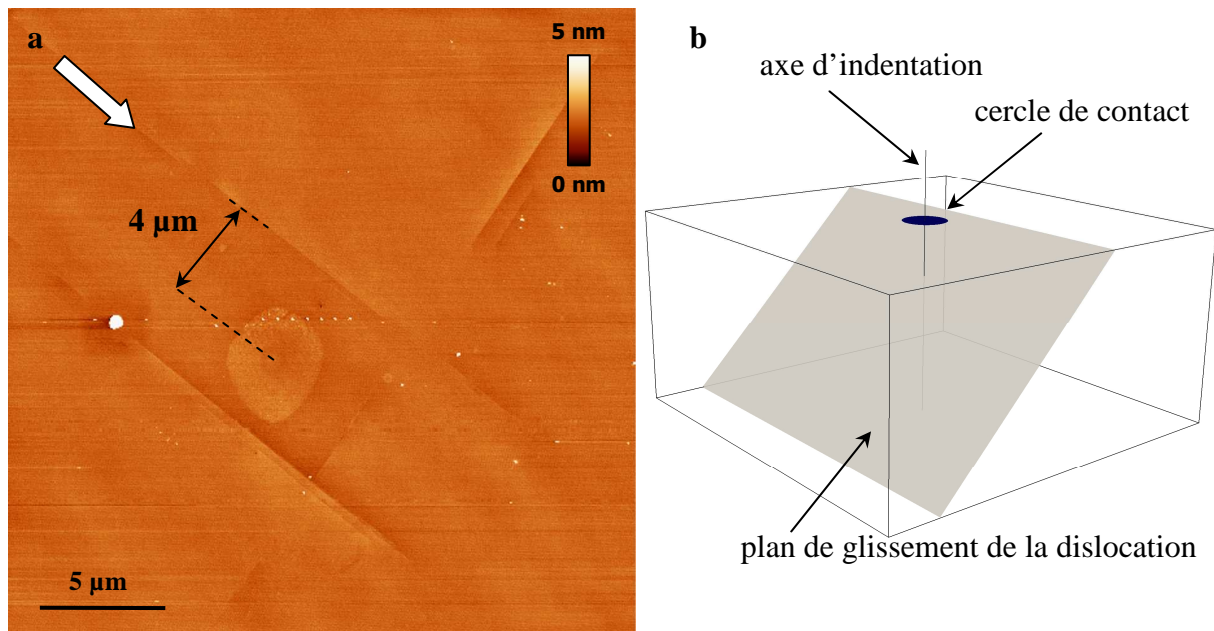 a
5 nm
0 nm
4 µm
5 µm
b
axe d'indentation
cercle de contact
plan de glissement de la dislocation